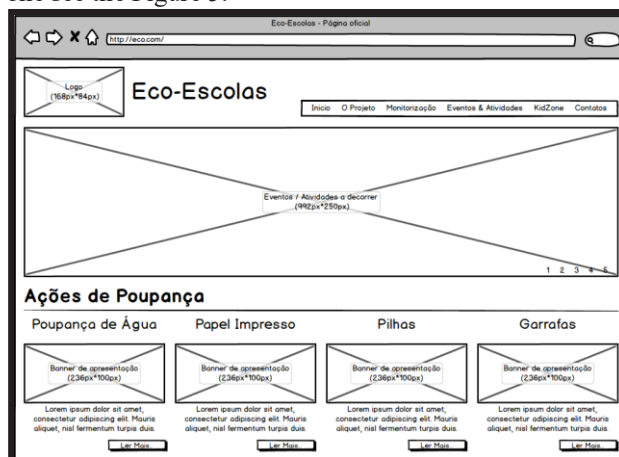 Eco-Escolas - Página oficial
http://eco.com/
Logo
(168px*84px)
Eco-Escolas
Inicio O Projeto Monitorização Eventos & Atividades KidZone Contatos
Eventos / Atividades a decorrer
(992px*250px)
1 2 3 4 5
Ações de Poupança
Poupança de Água Papel Impresso Pilhas Garrafas
Banner de apresentação Banner de apresentação Banner de apresentação Banner de apresentação
(236px*100px) (236px*100px) (236px*100px) (236px*100px)
Lorem ipsum dolor sit amet, Lorem ipsum dolor sit amet, Lorem ipsum dolor sit amet, Lorem ipsum dolor sit amet,
consectetur adipiscing elit. Mauris consectetur adipiscing elit. Mauris consectetur adipiscing elit. Mauris consectetur adipiscing elit. Mauris
aliquet, nisl fermentum turpis duis. aliquet, nisl fermentum turpis duis. aliquet, nisl fermentum turpis duis. aliquet, nisl fermentum turpis duis.
Ler Mais.. Ler Mais.. Ler Mais.. Ler Mais..